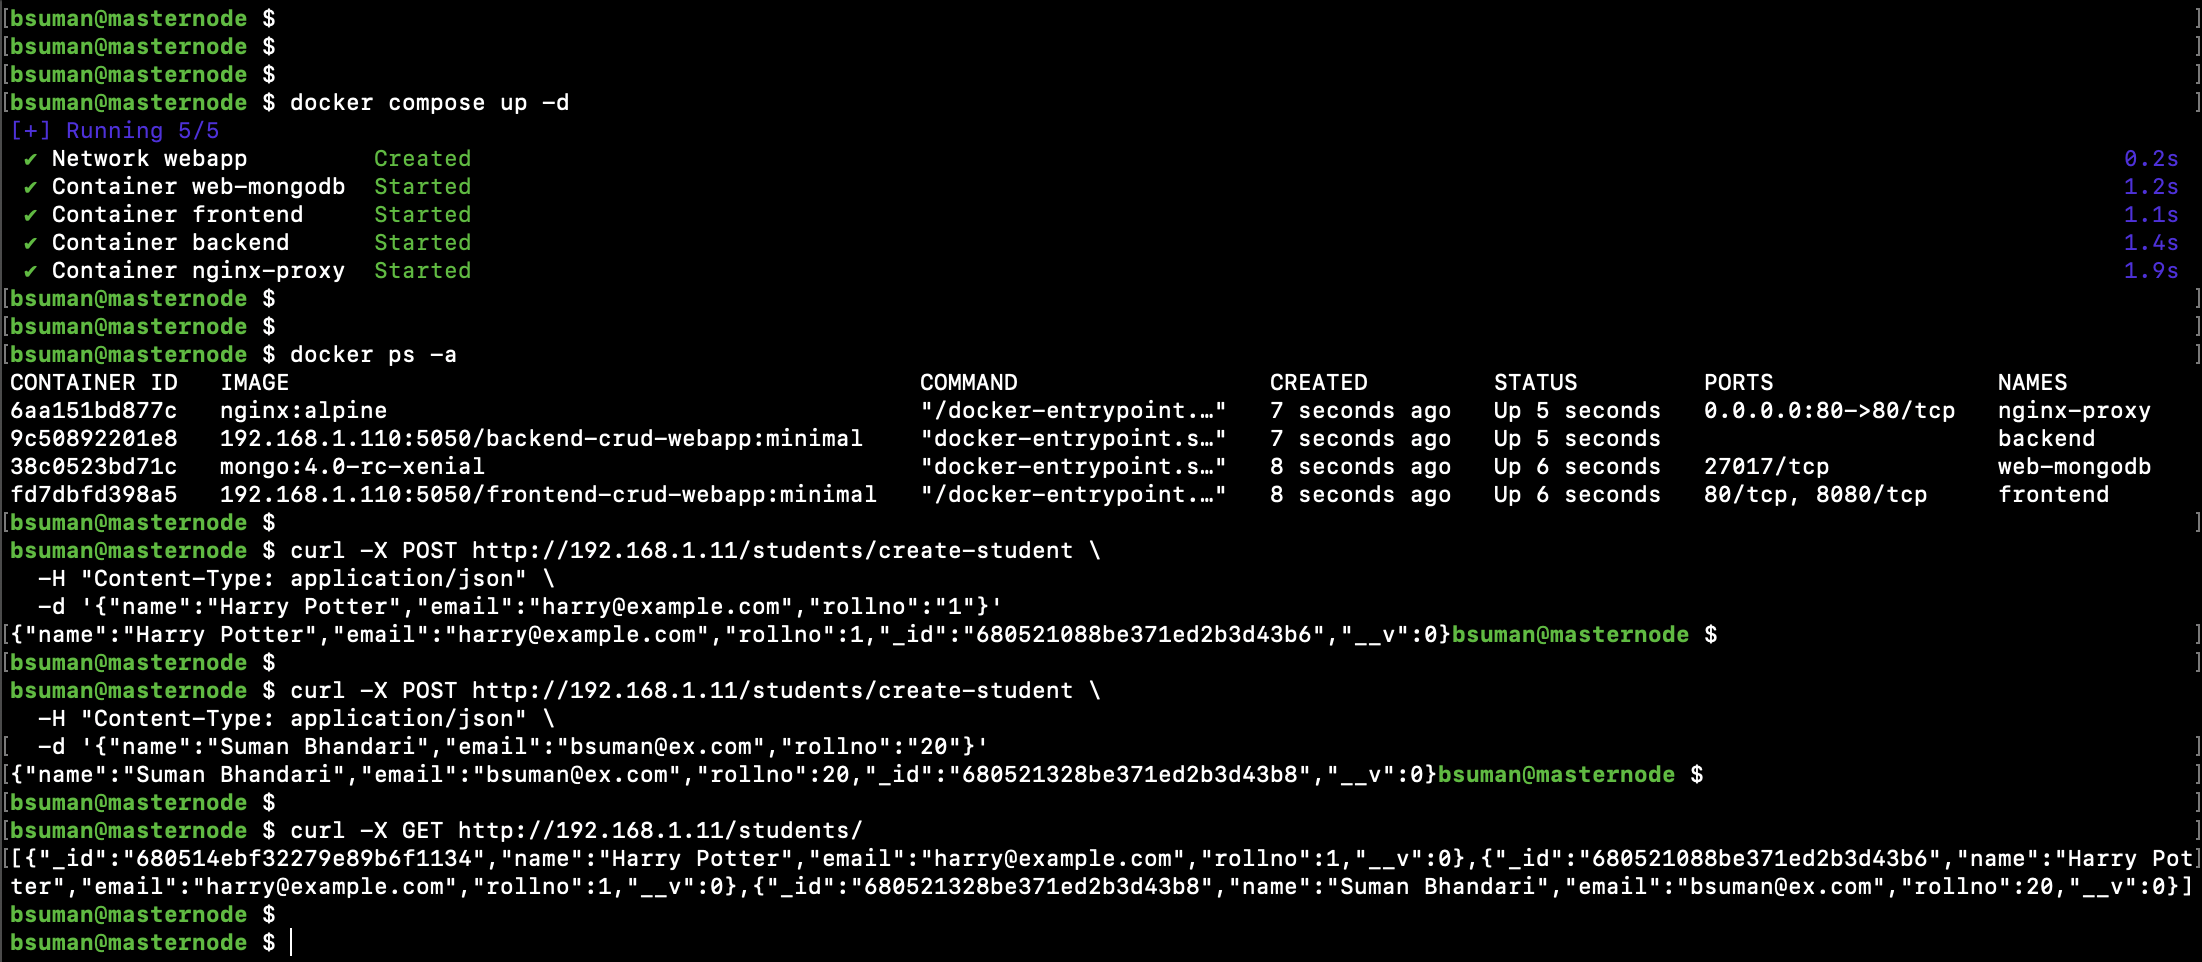 [bsuman@masternode $ ]
[bsuman@masternode $ ]
[bsuman@masternode $ ]
[bsuman@masternode $ docker compose up -d ]
[+] Running 5/5
✔ Network webapp Created 0.2s
✔ Container web-mongodb Started 1.2s
✔ Container frontend Started 1.1s
✔ Container backend Started 1.4s
✔ Container nginx-proxy Started 1.9s
[bsuman@masternode $ ]
[bsuman@masternode $ ]
[bsuman@masternode $ docker ps -a ]
CONTAINER ID IMAGE COMMAND CREATED STATUS PORTS NAMES
6aa151bd877c nginx:alpine "/docker-entrypoint.…" 7 seconds ago Up 5 seconds 0.0.0.0:80->80/tcp nginx-proxy
9c50892201e8 192.168.1.110:5050/backend-crud-webapp:minimal "docker-entrypoint.s…" 7 seconds ago Up 5 seconds backend
38c0523bd71c mongo:4.0-rc-xenial "docker-entrypoint.s…" 8 seconds ago Up 6 seconds 27017/tcp web-mongodb
fd7dbfd398a5 192.168.1.110:5050/frontend-crud-webapp:minimal "/docker-entrypoint.…" 8 seconds ago Up 6 seconds 80/tcp, 8080/tcp frontend
[bsuman@masternode $ ]
bsuman@masternode $ curl -X POST http://192.168.1.11/students/create-student \
-H "Content-Type: application/json" \
-d '{"name":"Harry Potter","email":"harry@example.com","rollno":"1"}'
[{"name":"Harry Potter","email":"harry@example.com","rollno":1,"_id":"680521088be371ed2b3d43b6","__v":0}bsuman@masternode $ ]
[bsuman@masternode $ ]
bsuman@masternode $ curl -X POST http://192.168.1.11/students/create-student \
-H "Content-Type: application/json" \
[ -d '{"name":"Suman Bhandari","email":"bsuman@ex.com","rollno":"20"}' ]
[{"name":"Suman Bhandari","email":"bsuman@ex.com","rollno":20,"_id":"680521328be371ed2b3d43b8","__v":0}bsuman@masternode $ ]
[bsuman@masternode $ ]
[bsuman@masternode $ curl -X GET http://192.168.1.11/students/ ]
[[{"_id":"680514ebf32279e89b6f1134","name":"Harry Potter","email":"harry@example.com","rollno":1,"__v":0},{"_id":"680521088be371ed2b3d43b6","name":"Harry Pot]
ter","email":"harry@example.com","rollno":1,"__v":0},{"_id":"680521328be371ed2b3d43b8","name":"Suman Bhandari","email":"bsuman@ex.com","rollno":20,"__v":0}]
bsuman@masternode $
bsuman@masternode $